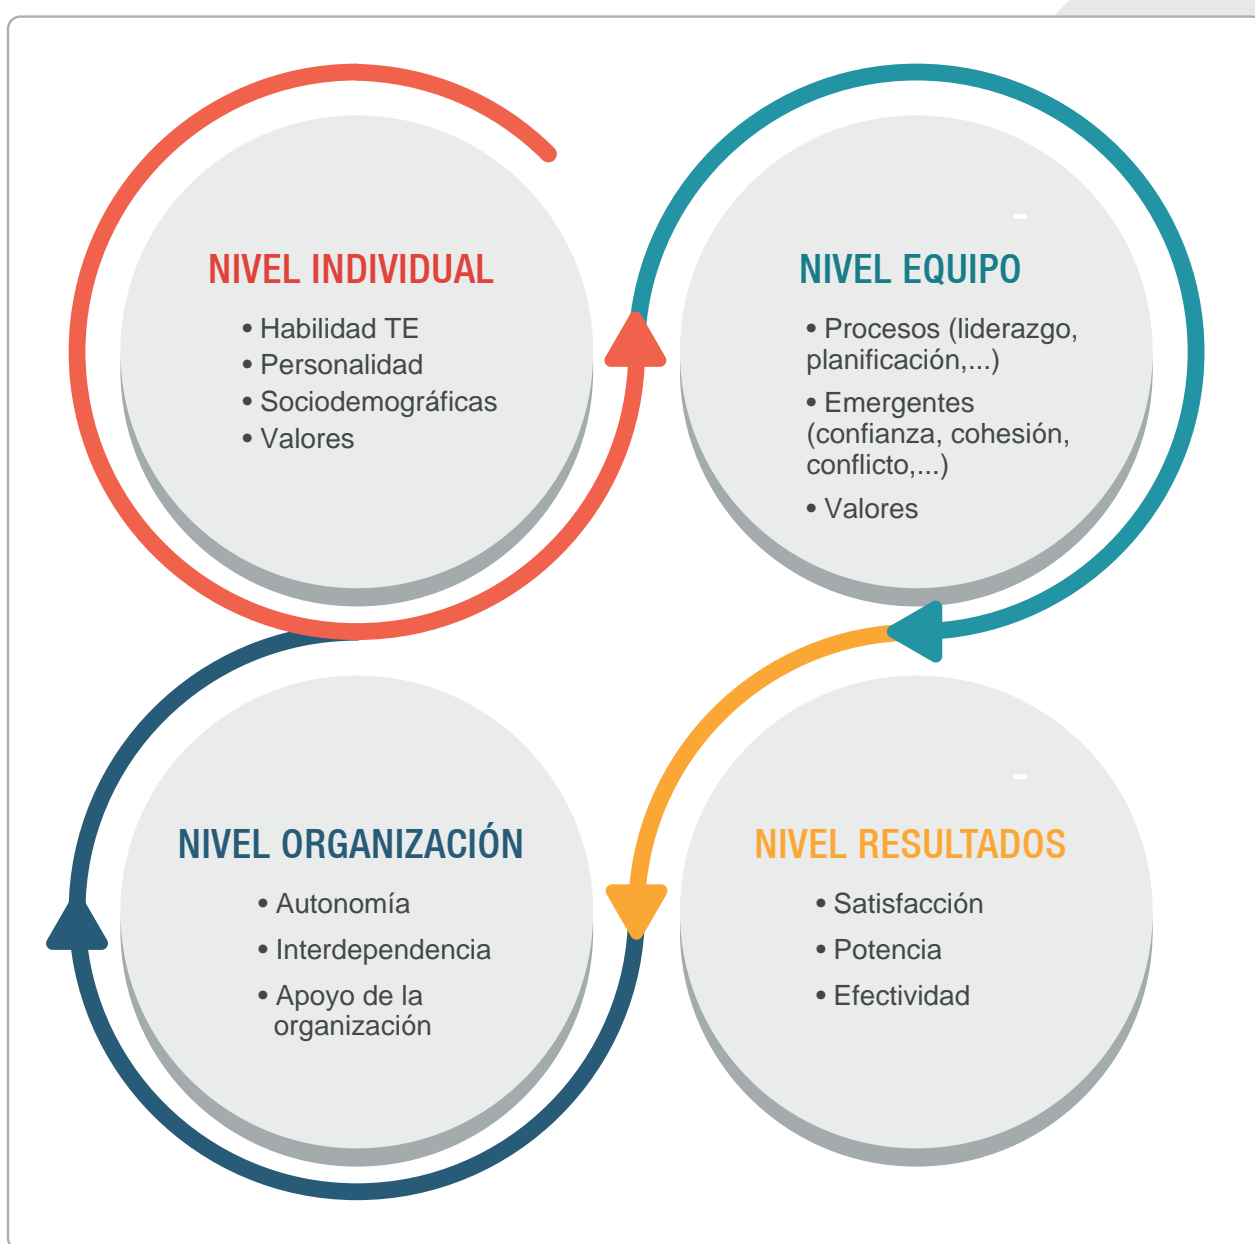 NIVEL INDIVIDUAL
• Habilidad TE
• Personalidad
• Sociodemográficas
• Valores
NIVEL EQUIPO
• Procesos (liderazgo,
planificación,...)
• Emergentes
(confianza, cohesión,
conflicto,...)
• Valores
NIVEL ORGANIZACIÓN
• Autonomía
• Interdependencia
• Apoyo de la
organización
NIVEL RESULTADOS
• Satisfacción
• Potencia
• Efectividad